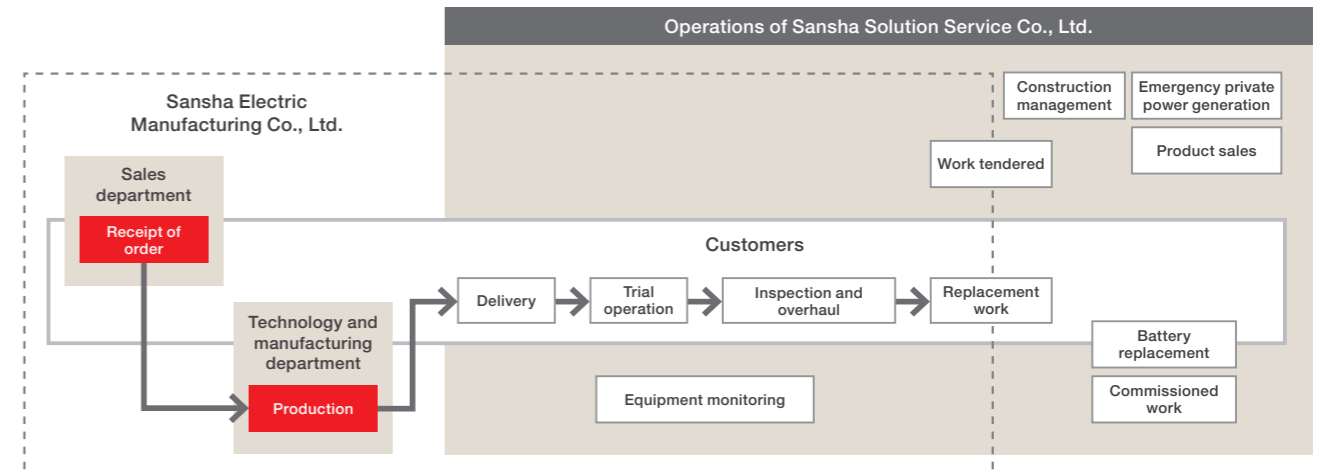 Operations of Sansha Solution Service Co., Ltd.
Sansha Electric
Manufacturing Co., Ltd.
Construction
management
Emergency private
power generation
Product sales
Work tendered
Sales
department
Receipt of
order
Customers
Delivery
Trial
operation
Inspection and
overhaul
Replacement
work
Technology and
manufacturing
department
Production
Battery
replacement
Equipment monitoring
Commissioned
work